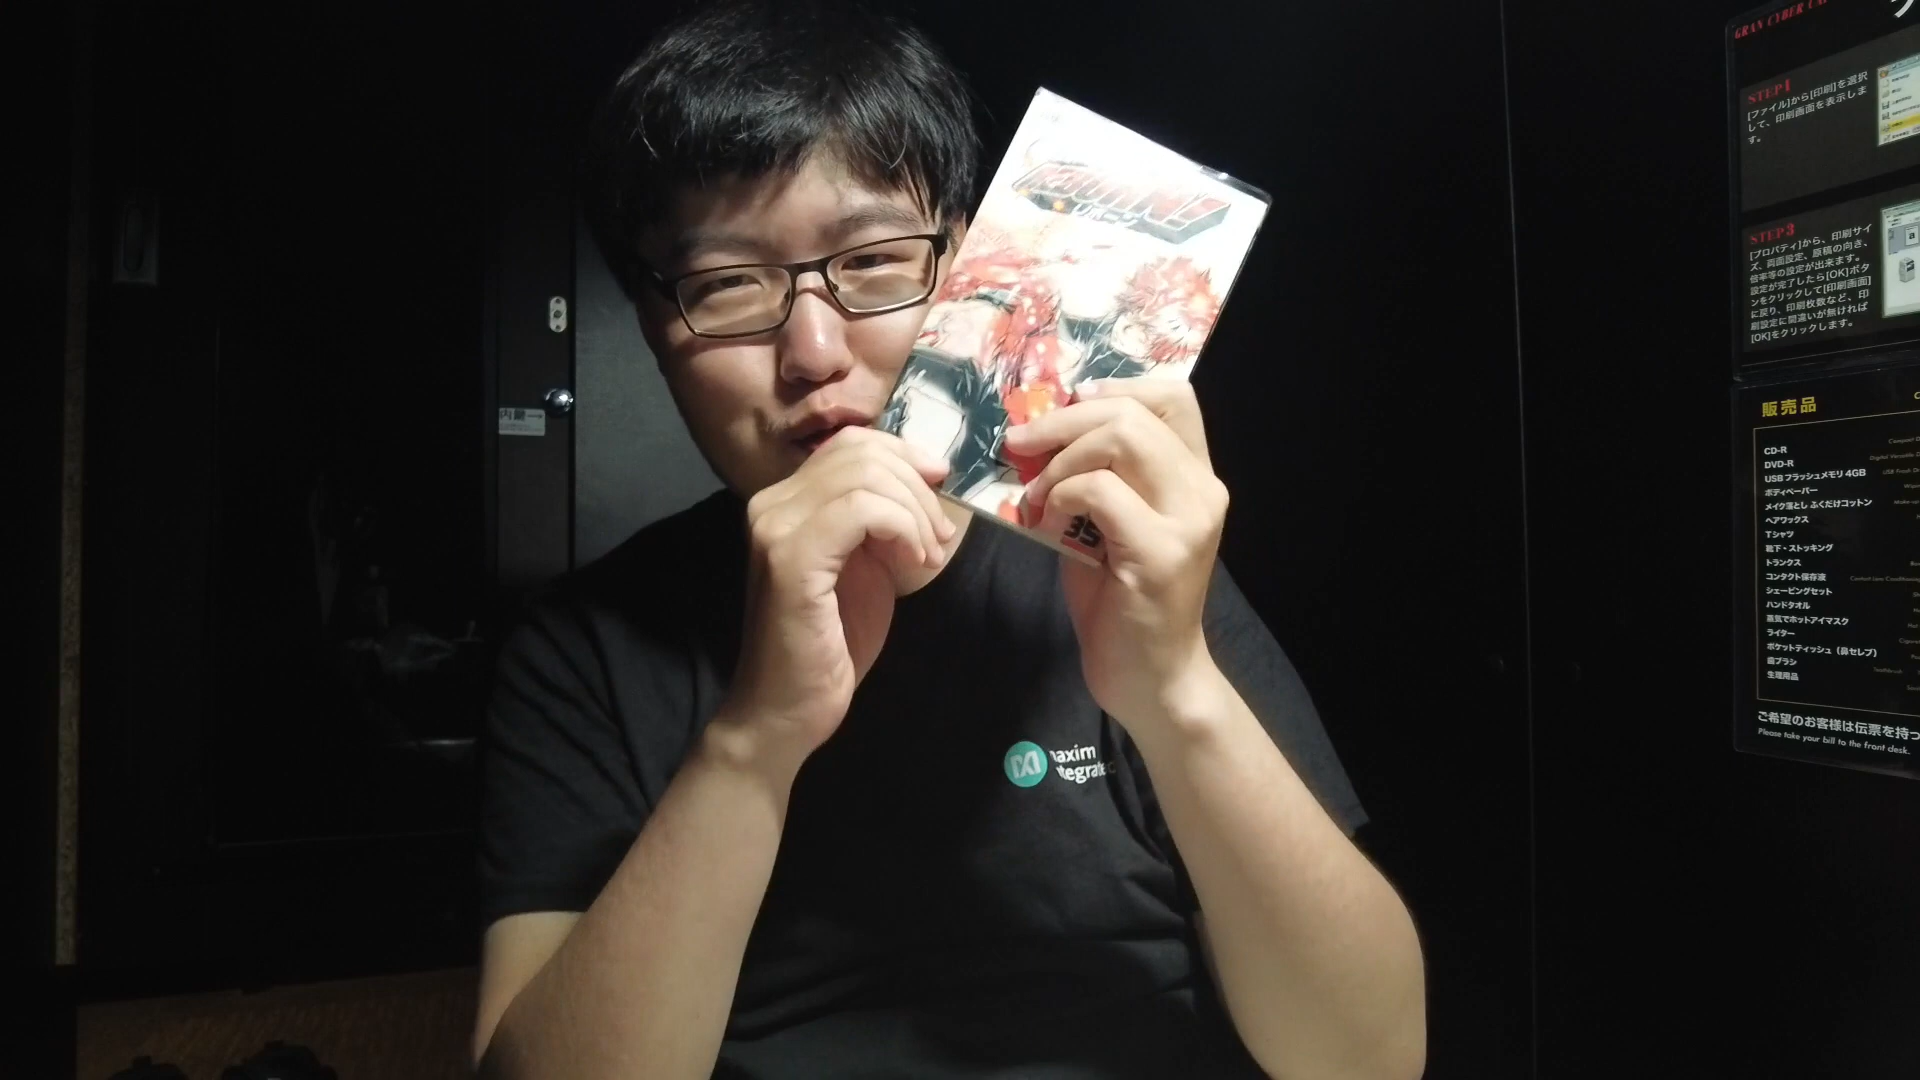 REBORN!
リボーン
35
maxim
integrated
内鍵
GRAN CYBER CA
STEP1
[ファイル]から[印刷]を選択
して、印刷画面を表示しま
す。
STEP3
[プロパティ]から、印刷サイ
ズ、両面設定、原稿の向き、
倍率等の設定が出来ます。
設定が完了したら[OK]ボタ
ンをクリックして[印刷画面]
に戻り、印刷枚数など、印
刷設定に間違いが無ければ
[OK]をクリックします。
販売品
CD-R
DVD-R
USBフラッシュメモリ 4GB
ボディペーパー
メイク落とし ふくだけコットン
ヘアワックス
Tシャツ
靴下・ストッキング
トランクス
コンタクト保存液
シェービングセット
ハンドタオル
蒸気でホットアイマスク
ライター
ポケットティッシュ（鼻セレブ）
歯ブラシ
生理用品
ご希望のお客様は伝票を持っ
Please take your bill to the front desk.